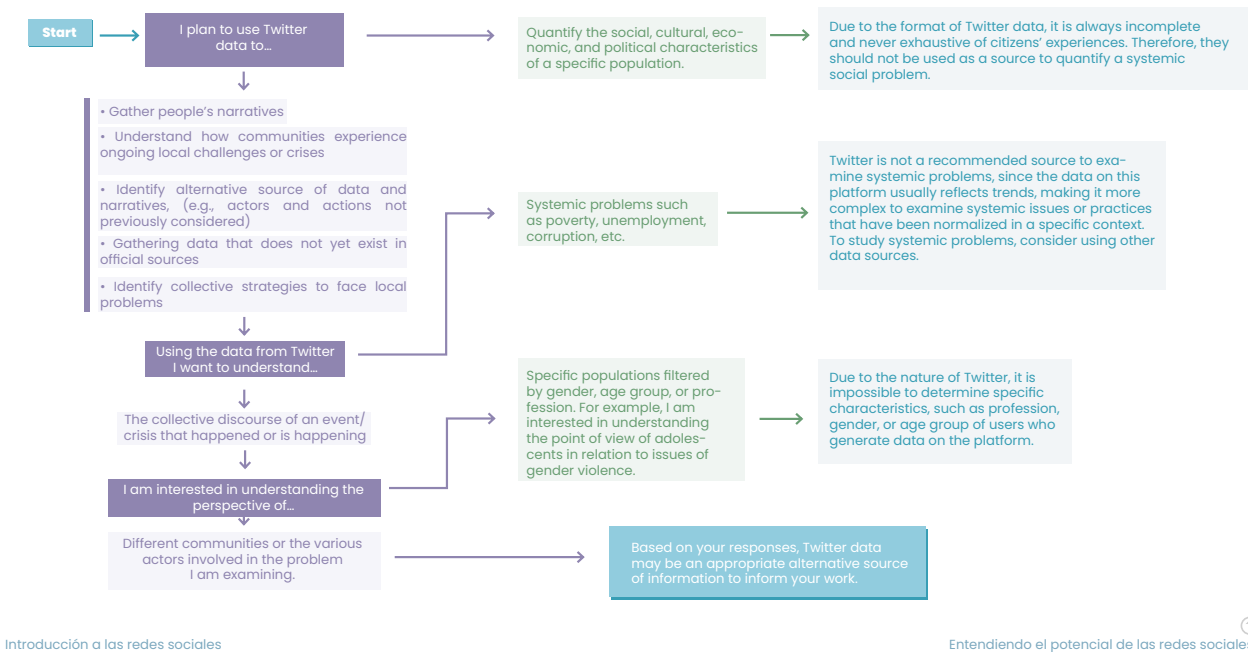 Start
I plan to use Twitter
data to…
Quantify the social, cultural, eco-
nomic, and political characteristics
of a specific population.
Due to the format of Twitter data, it is always incomplete
and never exhaustive of citizens’ experiences. Therefore, they
should not be used as a source to quantify a systemic
social problem.
• Gather people’s narratives
• Understand how communities experience
ongoing local challenges or crises
• Identify alternative source of data and
narratives, (e.g., actors and actions not
previously considered)
• Gathering data that does not yet exist in
official sources
• Identify collective strategies to face local
problems
Systemic problems such
as poverty, unemployment,
corruption, etc.
Twitter is not a recommended source to exa-
mine systemic problems, since the data on this
platform usually reflects trends, making it more
complex to examine systemic issues or practices
that have been normalized in a specific context.
To study systemic problems, consider using other
data sources.
Using the data from Twitter
I want to understand…
The collective discourse of an event/
crisis that happened or is happening
Specific populations filtered
by gender, age group, or pro-
fession. For example, I am
interested in understanding
the point of view of adoles-
cents in relation to issues of
gender violence.
Due to the nature of Twitter, it is
impossible to determine specific
characteristics, such as profession,
gender, or age group of users who
generate data on the platform.
I am interested in understanding the
perspective of…
Different communities or the various
actors involved in the problem
I am examining.
Based on your responses, Twitter data
may be an appropriate alternative source
of information to inform your work.
Introducción a las redes sociales
Entendiendo el potencial de las redes sociales